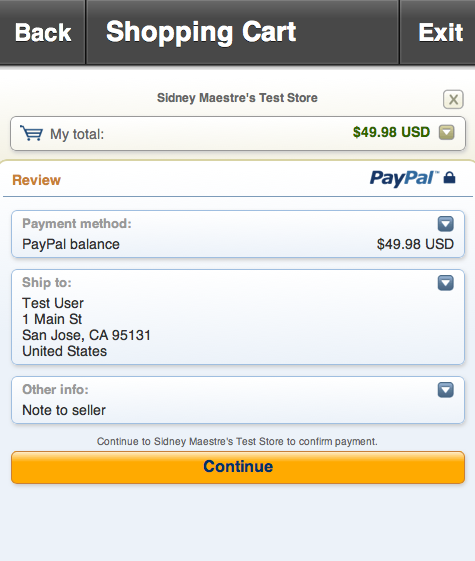 Back Shopping Cart Exit
Sidney Maestre's Test Store X
My total: $49.98 USD
Review PayPal™
Payment method:
PayPal balance $49.98 USD
Ship to:
Test User
1 Main St
San Jose, CA 95131
United States
Other info:
Note to seller
Continue to Sidney Maestre's Test Store to confirm payment.
Continue